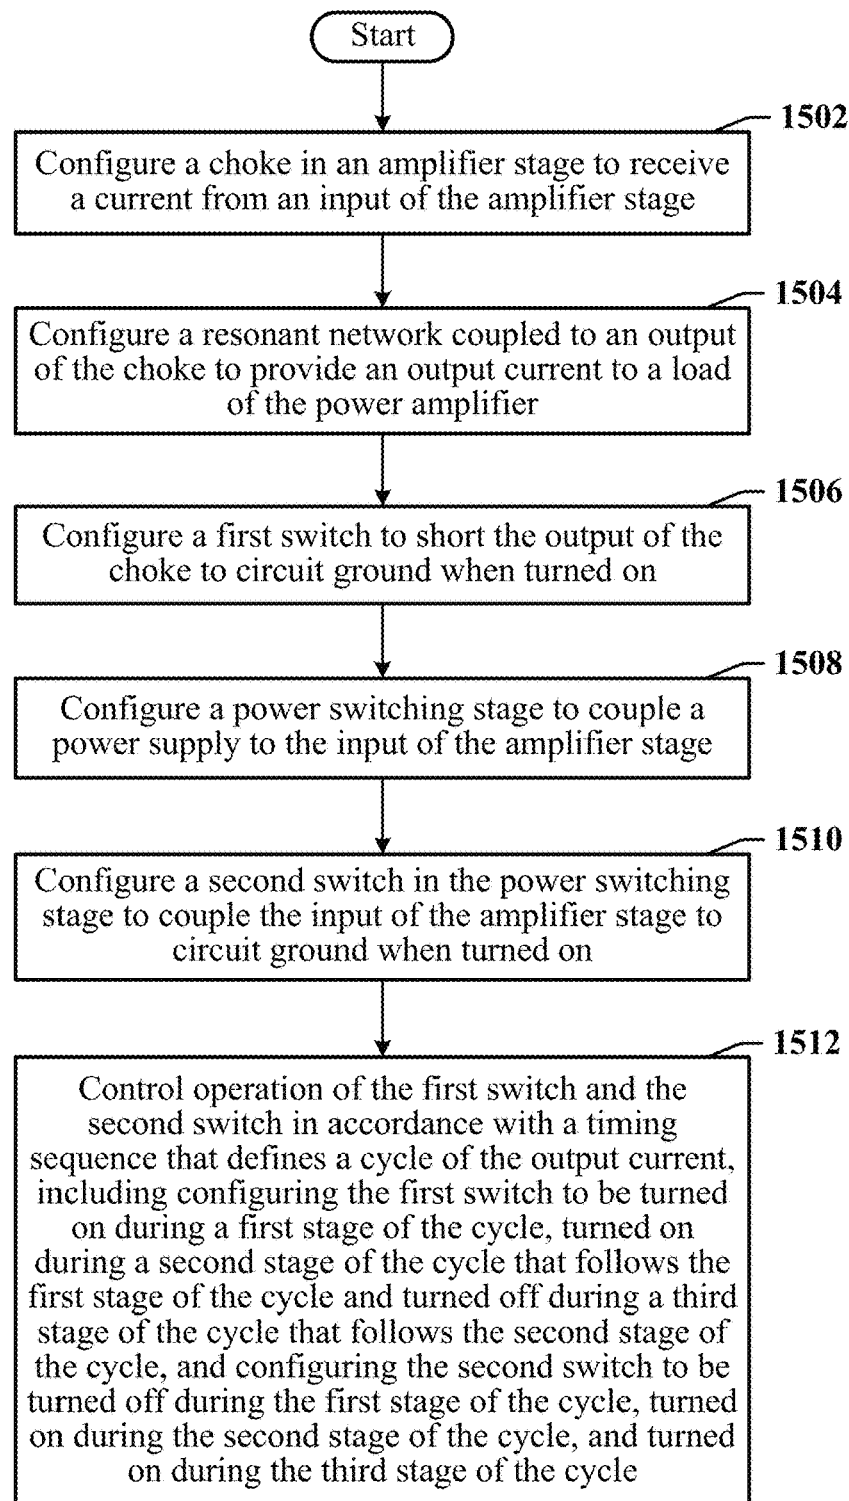 Start
1502
Configure a choke in an amplifier stage to receive
a current from an input of the amplifier stage
1504
Configure a resonant network coupled to an output
of the choke to provide an output current to a load
of the power amplifier
1506
Configure a first switch to short the output of the
choke to circuit ground when turned on
1508
Configure a power switching stage to couple a
power supply to the input of the amplifier stage
1510
Configure a second switch in the power switching
stage to couple the input of the amplifier stage to
circuit ground when turned on
1512
Control operation of the first switch and the
second switch in accordance with a timing
sequence that defines a cycle of the output current,
including configuring the first switch to be turned
on during a first stage of the cycle, turned on
during a second stage of the cycle that follows the
first stage of the cycle and turned off during a third
stage of the cycle that follows the second stage of
the cycle, and configuring the second switch to be
turned off during the first stage of the cycle, turned
on during the second stage of the cycle, and turned
on during the third stage of the cycle